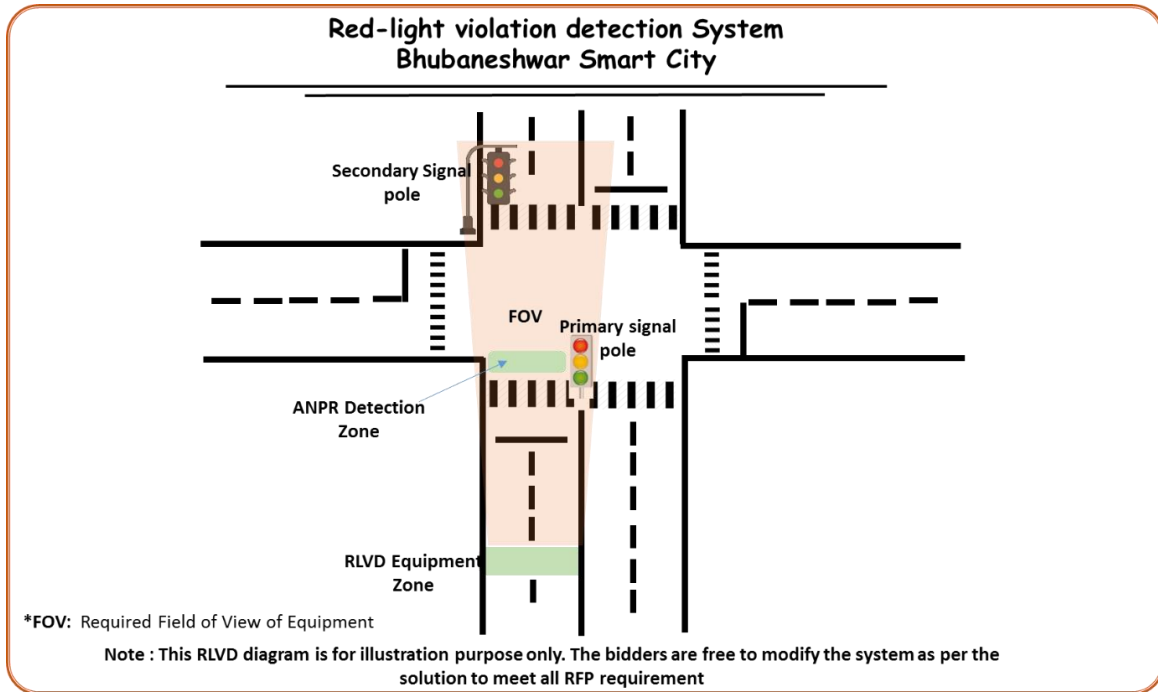 Red-light violation detection System
Bhubaneshwar Smart City
Secondary Signal
pole
FOV
Primary signal
pole
ANPR Detection
Zone
RLVD Equipment
Zone
*FOV: Required Field of View of Equipment
Note : This RLVD diagram is for illustration purpose only. The bidders are free to modify the system as per the
solution to meet all RFP requirement